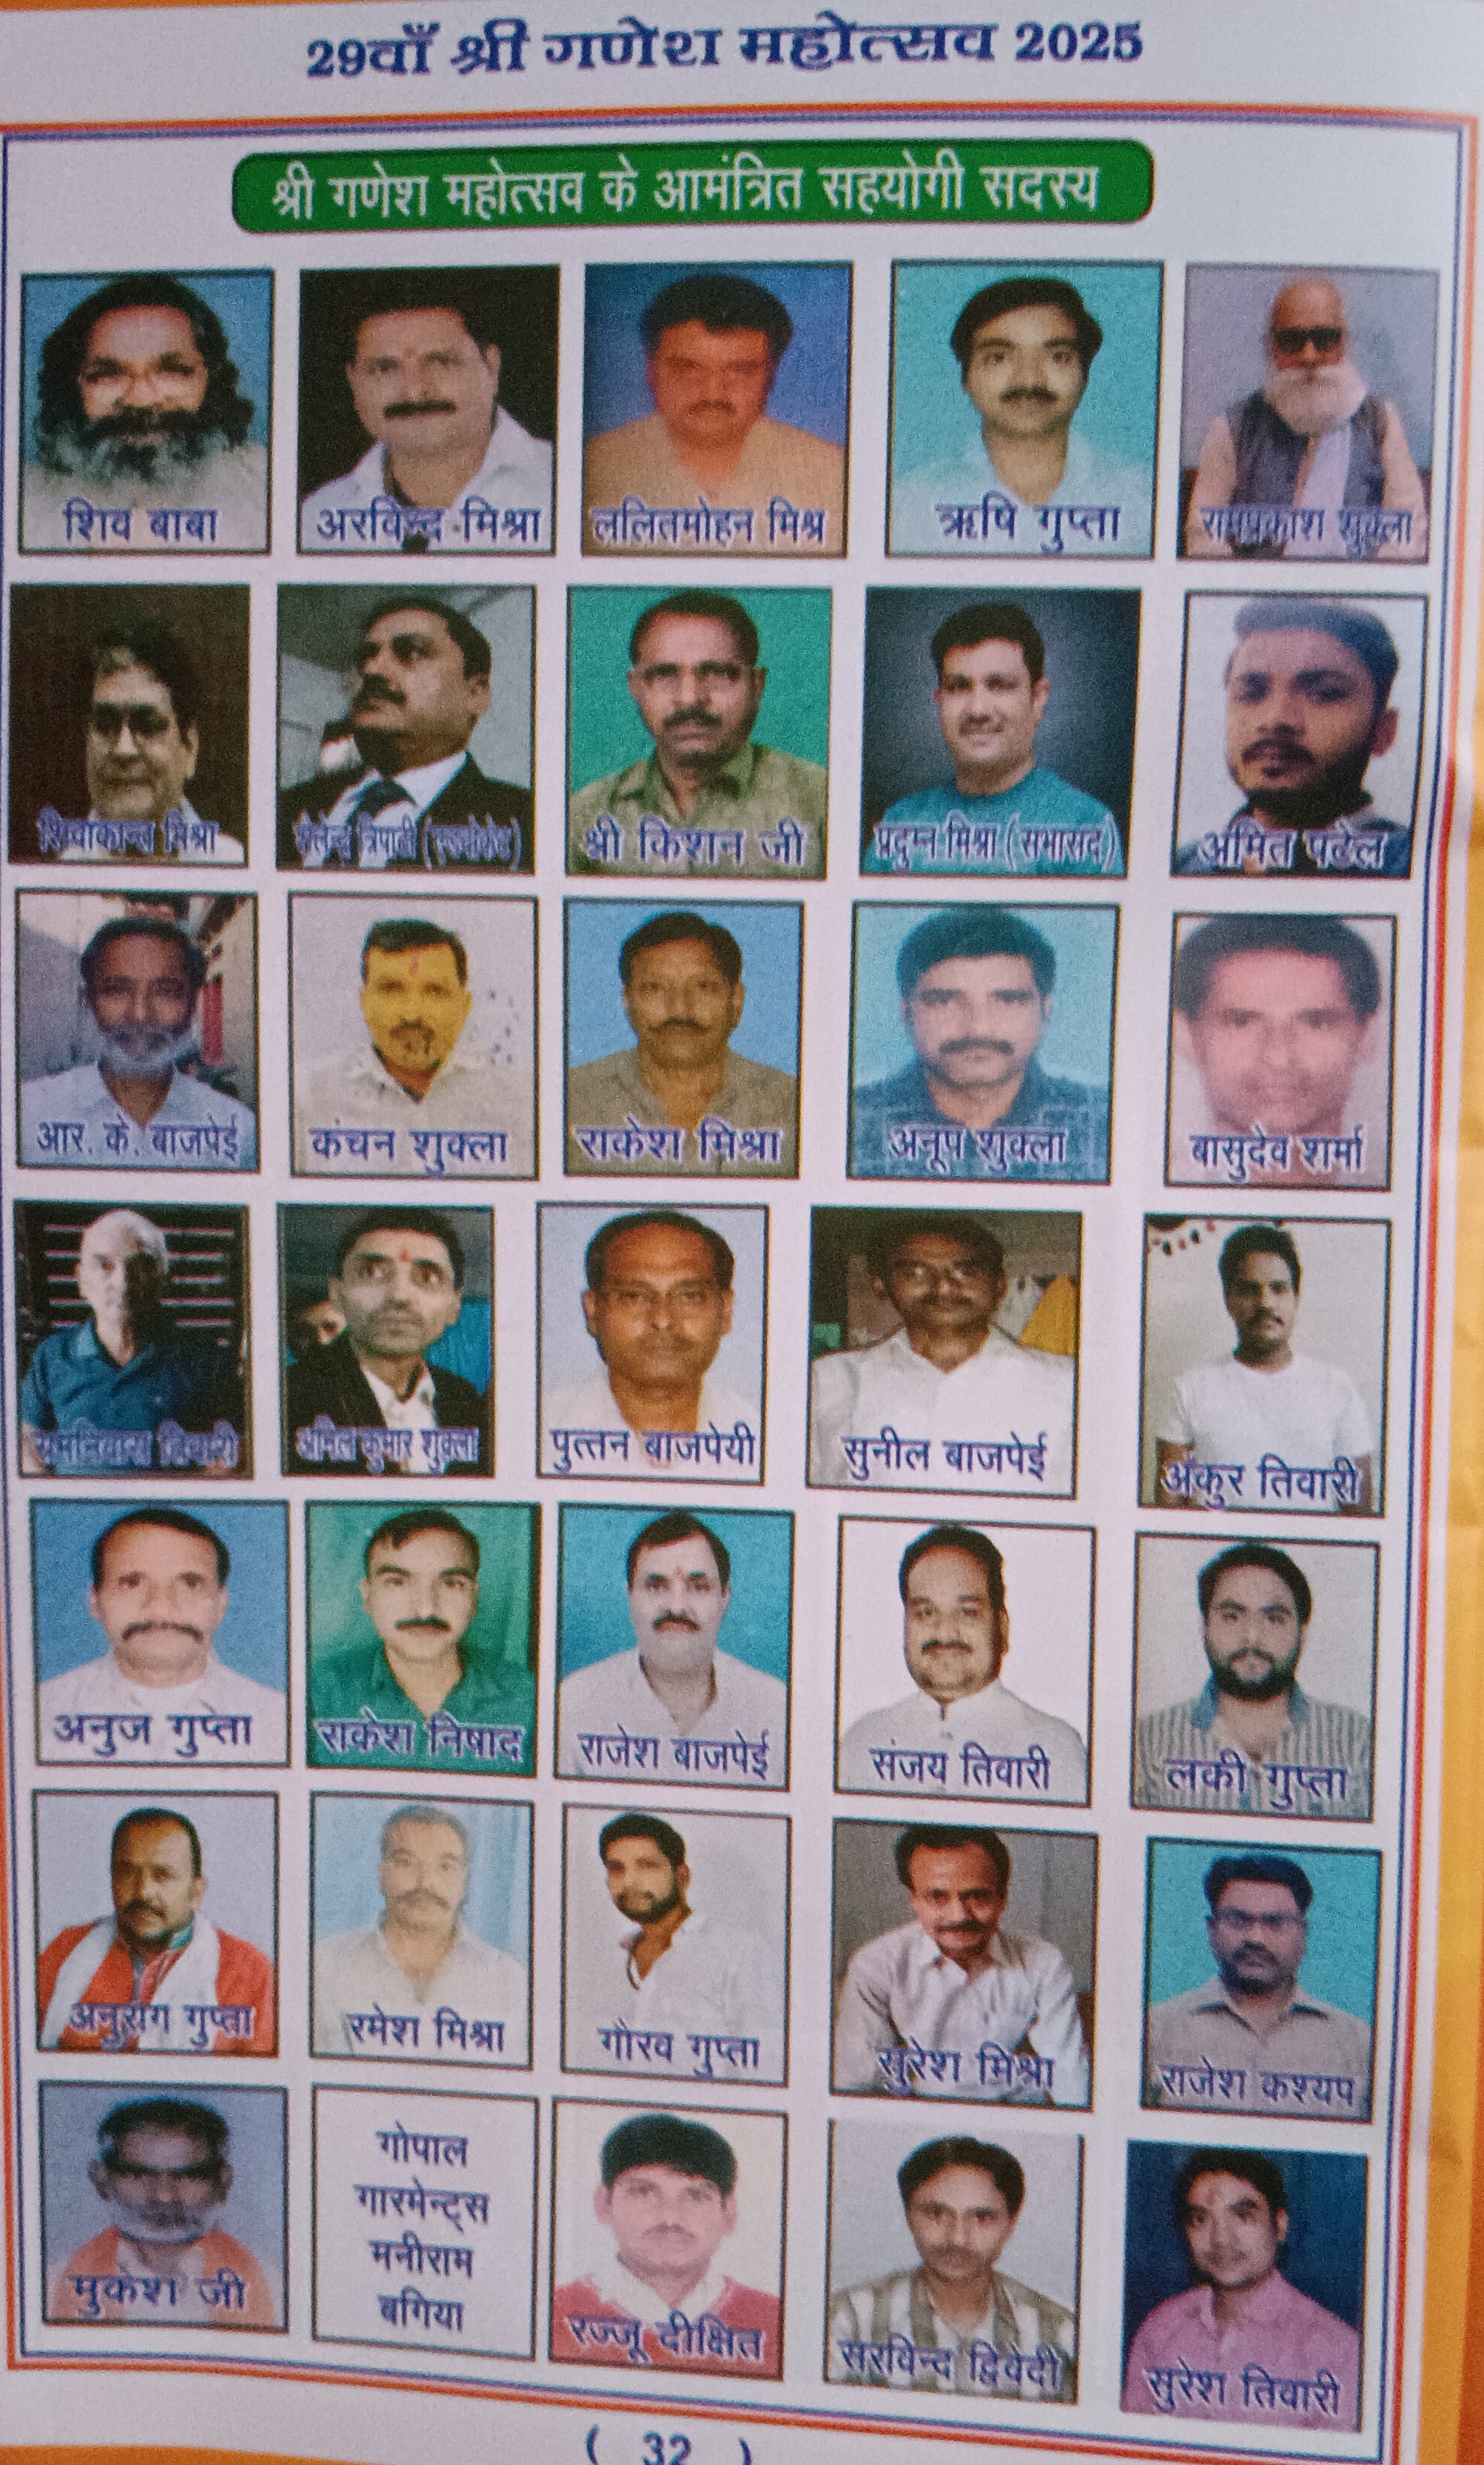 29वाँ श्री गणेश महोत्सव 2025
श्री गणेश महोत्सव के आमंत्रित सहयोगी सदस्य
शिव बाबा
अरविन्द मिश्रा
ललितमोहन मिश्र
ऋषि गुप्ता
रामप्रकाश शुक्ला
शिवाकान्त मिश्रा
शैलेन्द्र त्रिपाठी (एडवोकेट)
श्री किशन जी
प्रदुम्न मिश्रा (सभासद)
अमित पटेल
आर. के. बाजपेई
कंचन शुक्ला
राकेश मिश्रा
अनूप शुक्ला
बासुदेव शर्मा
रामनिवास तिवारी
कुमार शुक्ला
पुत्तन बाजपेयी
सुनील बाजपेई
अंकुर तिवारी
अनुज गुप्ता
राकेश निषाद
राजेश बाजपेई
संजय तिवारी
लकी गुप्ता
अनुराग गुप्ता
रमेश मिश्रा
गौरव गुप्ता
सुरेश मिश्रा
राजेश कश्यप
मुकेश जी
गोपाल
गारमेन्ट्स
मनीराम
बगिया
रज्जू दीक्षित
सरविन्द द्विवेदी
सुरेश तिवारी
( 32 )